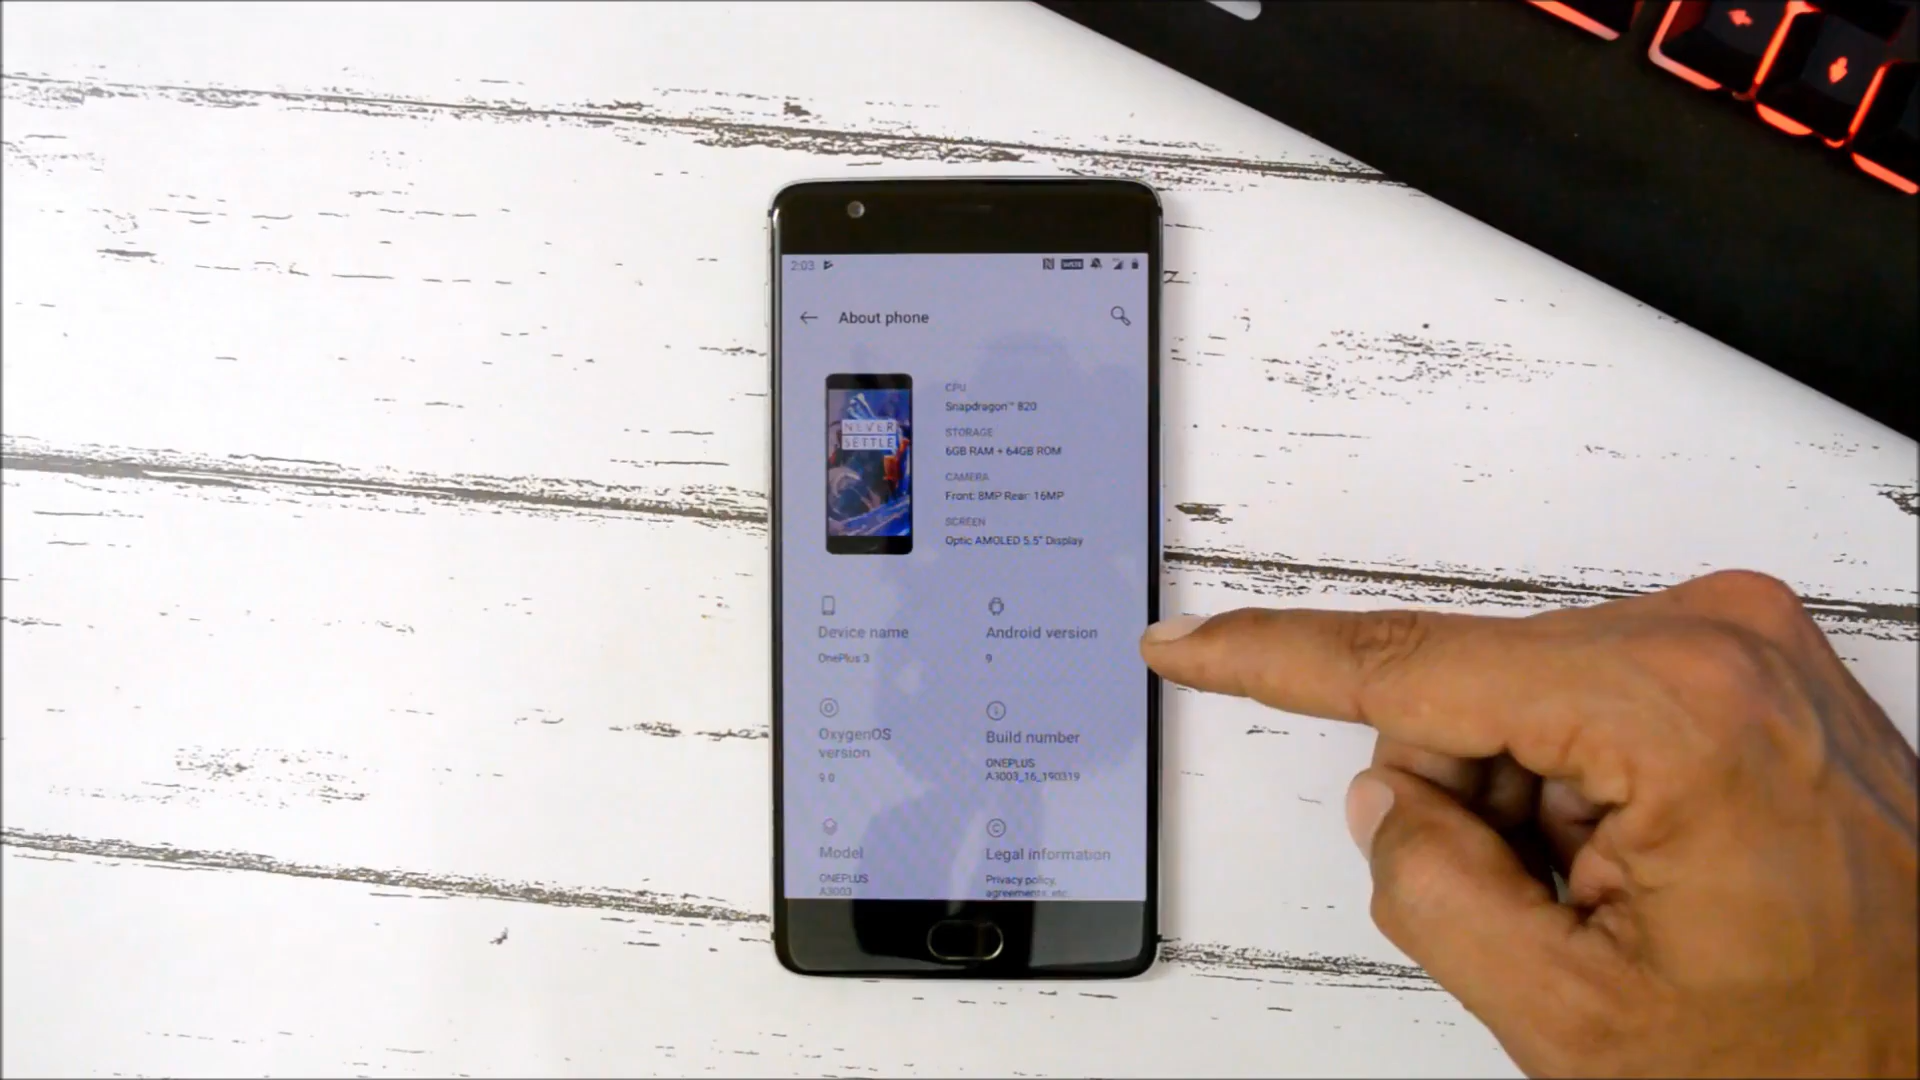 2:03
About phone
NEVER
SETTLE
CPU
Snapdragon™ 820
STORAGE
6GB RAM + 64GB ROM
CAMERA
Front: 8MP Rear: 16MP
SCREEN
Optic AMOLED 5.5" Display
Device name
OnePlus 3
Android version
9
OxygenOS
version
9.0
Build number
ONEPLUS
A3003_16_190319
Model
ONEPLUS
A3003
Legal information
Privacy policy,
agreements, etc.